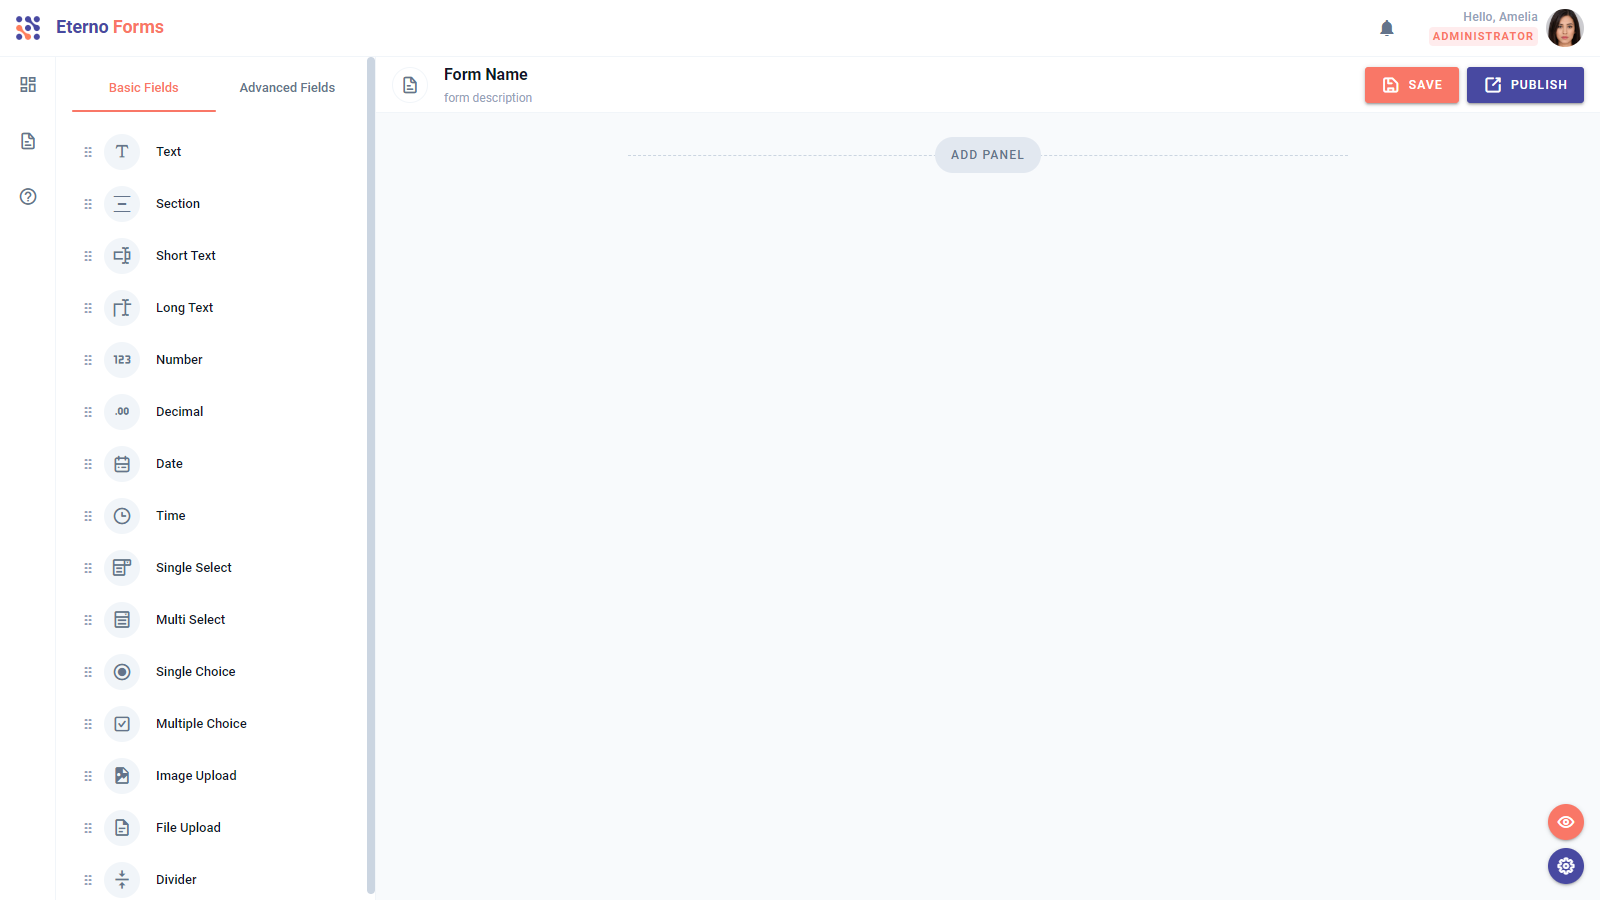 Eterno Forms
Hello, Amelia
ADMINISTRATOR
Basic Fields
Advanced Fields
Form Name
form description
SAVE
PUBLISH
ADD PANEL
Text
Section
Short Text
Long Text
123
Number
.00
Decimal
Date
Time
Single Select
Multi Select
Single Choice
Multiple Choice
Image Upload
File Upload
Divider